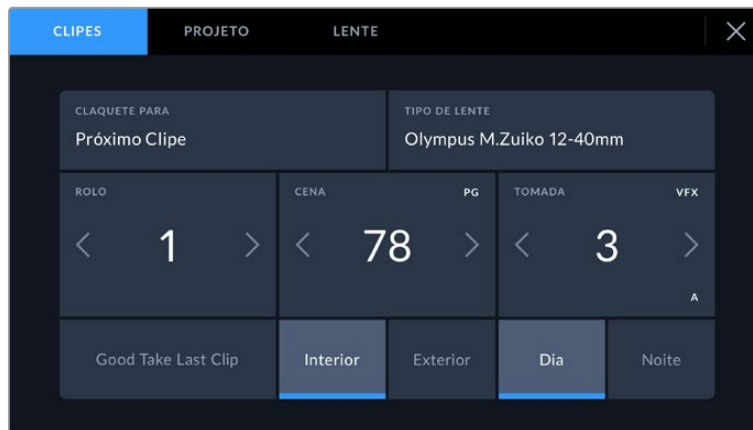 CLIPES PROJETO LENTE
CLAQUETE PARA TIPO DE LENTE
Próximo Clipe Olympus M.Zuiko 12-40mm
ROLO CENA PG TOMADA VFX
1 78 3
A
Good Take Last Clip Interior Exterior Dia Noite